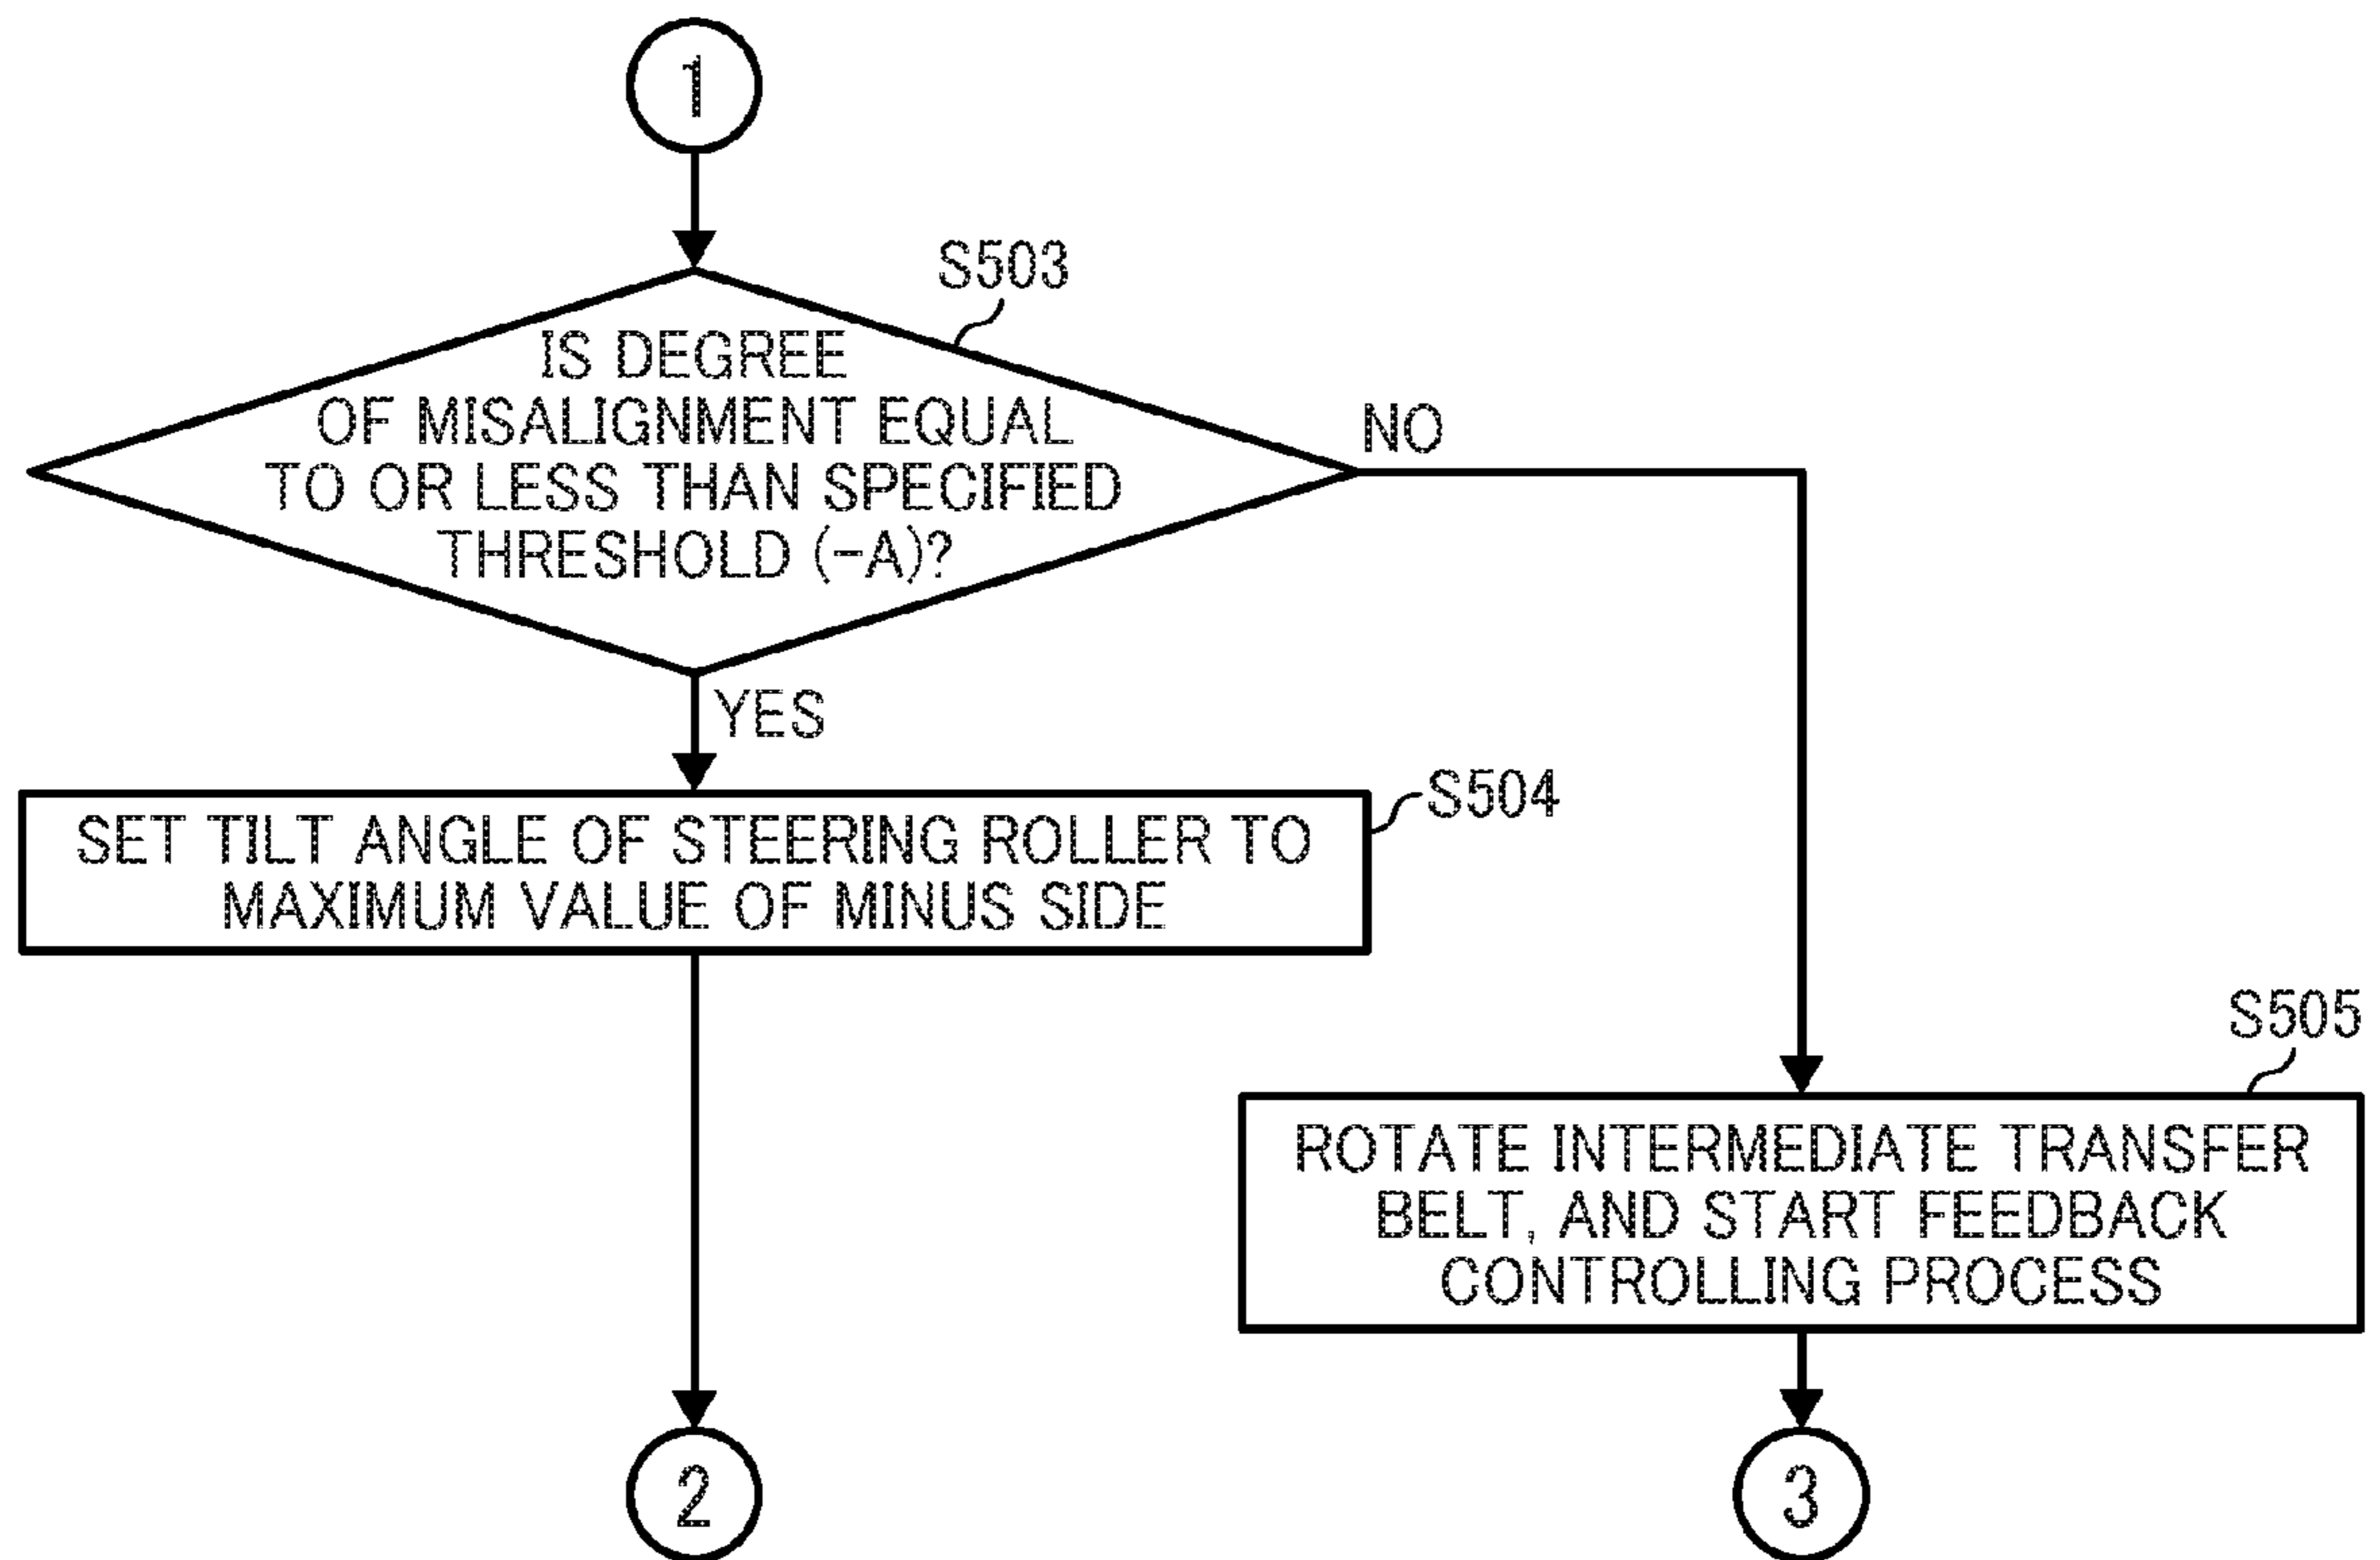 1
S503
IS DEGREE
OF MISALIGNMENT EQUAL
TO OR LESS THAN SPECIFIED
THRESHOLD (-A)?
NO
YES
S504
SET TILT ANGLE OF STEERING ROLLER TO
MAXIMUM VALUE OF MINUS SIDE
S505
ROTATE INTERMEDIATE TRANSFER
BELT, AND START FEEDBACK
CONTROLLING PROCESS
2
3